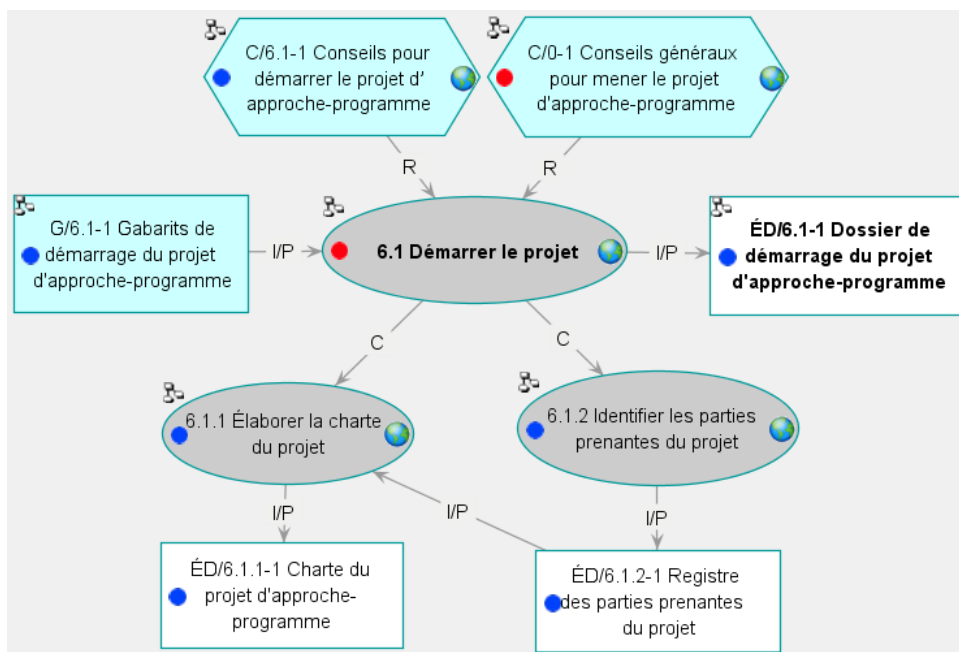 C/6.1-1 Conseils pour
démarrer le projet d’
approche-programme
C/0-1 Conseils généraux
pour mener le projet
d'approche-programme
R
R
G/6.1-1 Gabarits de
démarrage du projet
d'approche-programme
I/P
6.1 Démarrer le projet
I/P
ÉD/6.1-1 Dossier de
démarrage du projet
d'approche-programme
C
C
6.1.1 Élaborer la charte
du projet
6.1.2 Identifier les parties
prenantes du projet
I/P
I/P
I/P
ÉD/6.1.1-1 Charte du
projet d'approche-
programme
ÉD/6.1.2-1 Registre
des parties prenantes
du projet